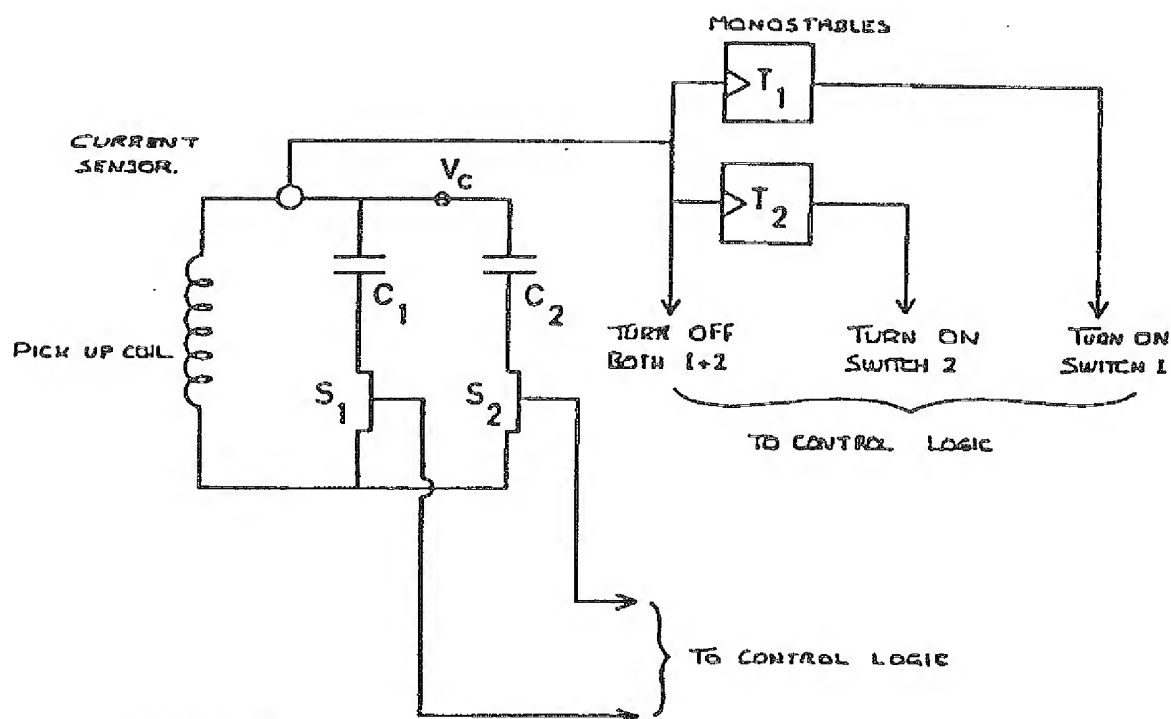 MONOSTABLES
T1
CURRENT
SENSOR.
Vc
T2
C1
C2
TURN OFF
BOTH 1+2
TURN ON
SWITCH 2
TURN ON
SWITCH 1
PICK UP COIL
S1
S2
TO CONTROL LOGIC
TO CONTROL LOGIC